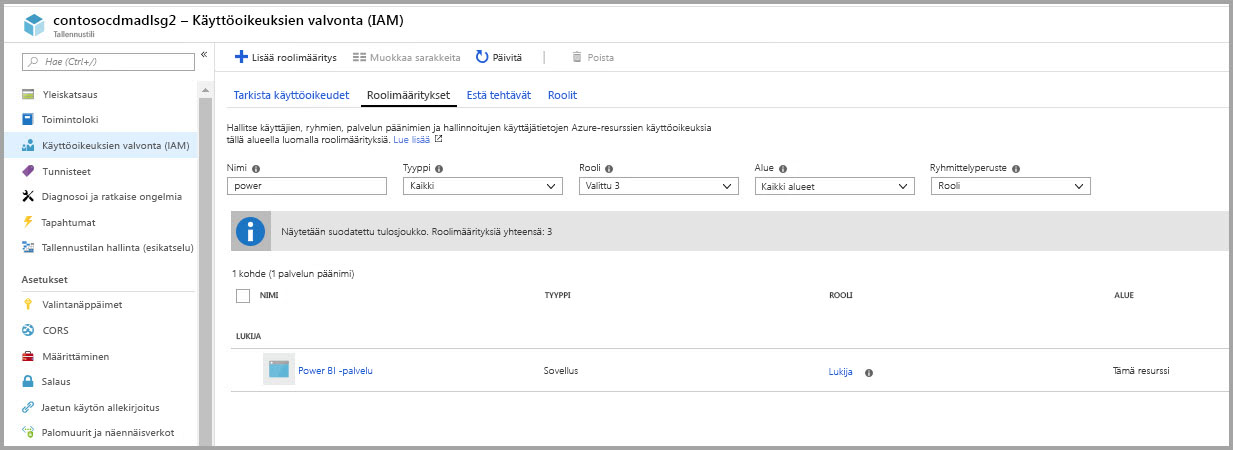 contosocdmadlsg2 – Käyttöoikeuksien valvonta (IAM)
Tallennustili
Hae (Ctrl+/)
«
Yleiskatsaus
Toimintoloki
Käyttöoikeuksien valvonta (IAM)
Tunnisteet
Diagnosoi ja ratkaise ongelmia
Tapahtumat
Tallennustilan hallinta (esikatselu)
Asetukset
Valintanäppäimet
CORS
Määrittäminen
Salaus
Jaetun käytön allekirjoitus
Palomuurit ja näennäisverkot
Lisää roolimääritys Muokkaa sarakkeita Päivitä Poista
Tarkista käyttöoikeudet Roolimääritykset Estä tehtävät Roolit
Hallitse käyttäjien, ryhmien, palvelun päänimien ja hallinnoitujen käyttäjätietojen Azure-resurssien käyttöoikeuksia
tällä alueella luomalla roolimäärityksiä. Lue lisää
Nimi Tyyppi Rooli Alue Ryhmittelyperuste
power Kaikki Valittu 3 Kaikki alueet Rooli
Näytetään suodatettu tulosjoukko. Roolimäärityksiä yhteensä: 3
1 kohde (1 palvelun päänimi)
NIMI TYYPPI ROOLI ALUE
LUKIJA
Power BI -palvelu Sovellus Lukija Tämä resurssi